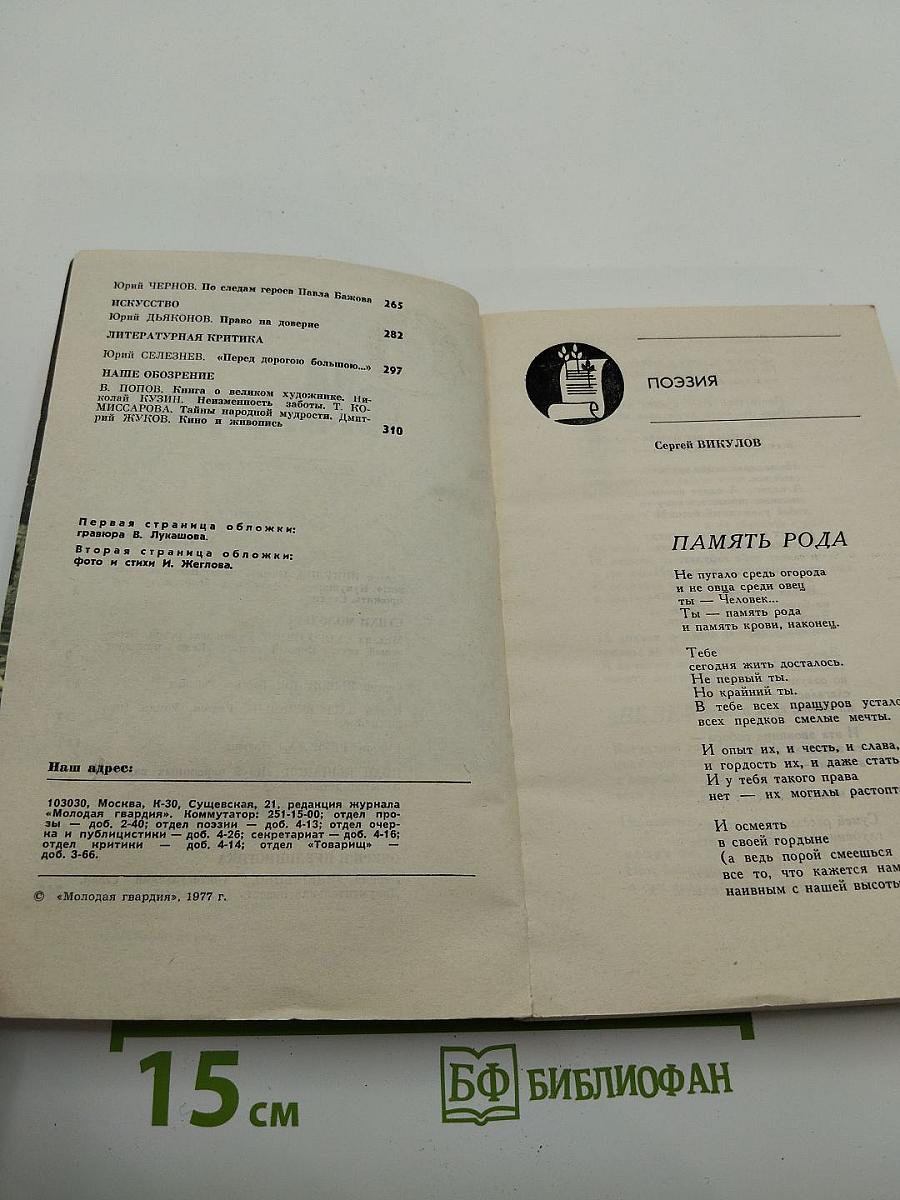 Юрий ЧЕРНОВ. По следам героев Павла Бажова 265
ИСКУССТВО
Юрий ДЬЯКОНОВ. Право на доверие 282
ЛИТЕРАТУРНАЯ КРИТИКА
Юрий СЕЛЕЗНЕВ. «Перед дорогою большою...» 297
НАШЕ ОБОЗРЕНИЕ
В. ПОПОВ. Книга о великом художнике. Ни-
колай КУЗИН. Неизменность заботы. Т. КО-
МИССАРОВА. Тайны народной мудрости. Дмит-
рий ЖУКОВ. Кино и живопись 310
Первая страница обложки:
гравюра В. Лукашова.
Вторая страница обложки:
фото и стихи И. Жеглова.
Наш адрес:
103030, Москва, К-30, Сущевская, 21, редакция журнала
«Молодая гвардия». Коммутатор: 251-15-00; отдел про-
зы — доб. 2-40; отдел поэзии — доб. 4-13; отдел очер-
ка и публицистики — доб. 4-26; секретариат — доб. 4-16;
отдел критики — доб. 4-14; отдел «Товарищ» —
доб. 3-66.
© «Молодая гвардия», 1977 г.
ПОЭЗИЯ
Сергей ВИКУЛОВ
ПАМЯТЬ РОДА
Не пугало средь огорода
и не овца среди овец
ты — Человек...
Ты — память рода
и память крови, наконец.
Тебе
сегодня жить досталось.
Не первый ты.
Но крайний ты.
В тебе всех пращуров устало
всех предков смелые мечты.
И опыт их, и честь, и слава,
и гордость их, и даже стать
И у тебя такого права
нет — их могилы растопт
И осмеять
в своей гордыне
(а ведь порой смеешься
все то, что кажется нам
наивным с нашей высоты
15 см
БФ БИБЛИОФАН